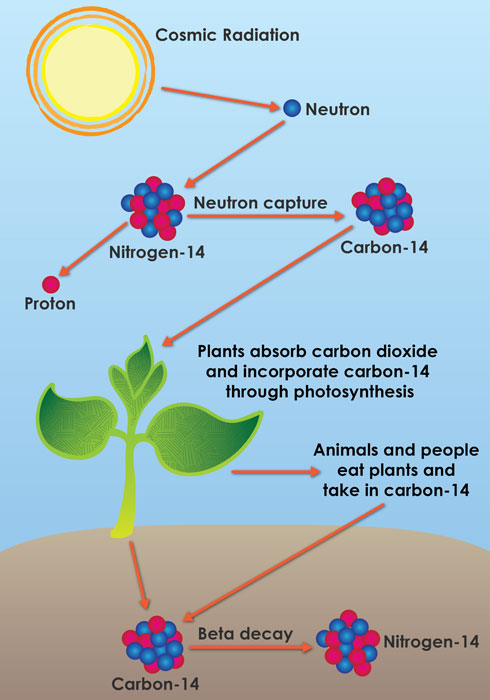 Cosmic Radiation
Neutron
Neutron capture
Nitrogen-14
Carbon-14
Proton
Plants absorb carbon dioxide
and incorporate carbon-14
through photosynthesis
Animals and people
eat plants and
take in carbon-14
Beta decay
Nitrogen-14
Carbon-14